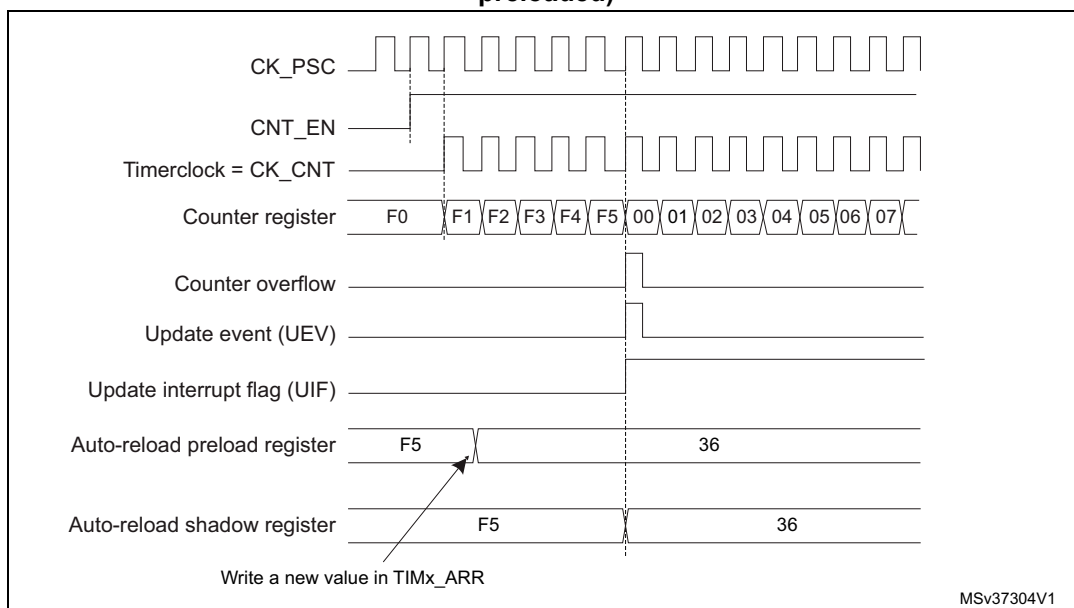 preloaded)
CK_PSC
CNT_EN
Timerclock = CK_CNT
Counter register F0 F1 F2 F3 F4 F5 00 01 02 03 04 05 06 07
Counter overflow
Update event (UEV)
Update interrupt flag (UIF)
Auto-reload preload register F5 36
Auto-reload shadow register F5 36
Write a new value in TIMx_ARR
MSv37304V1